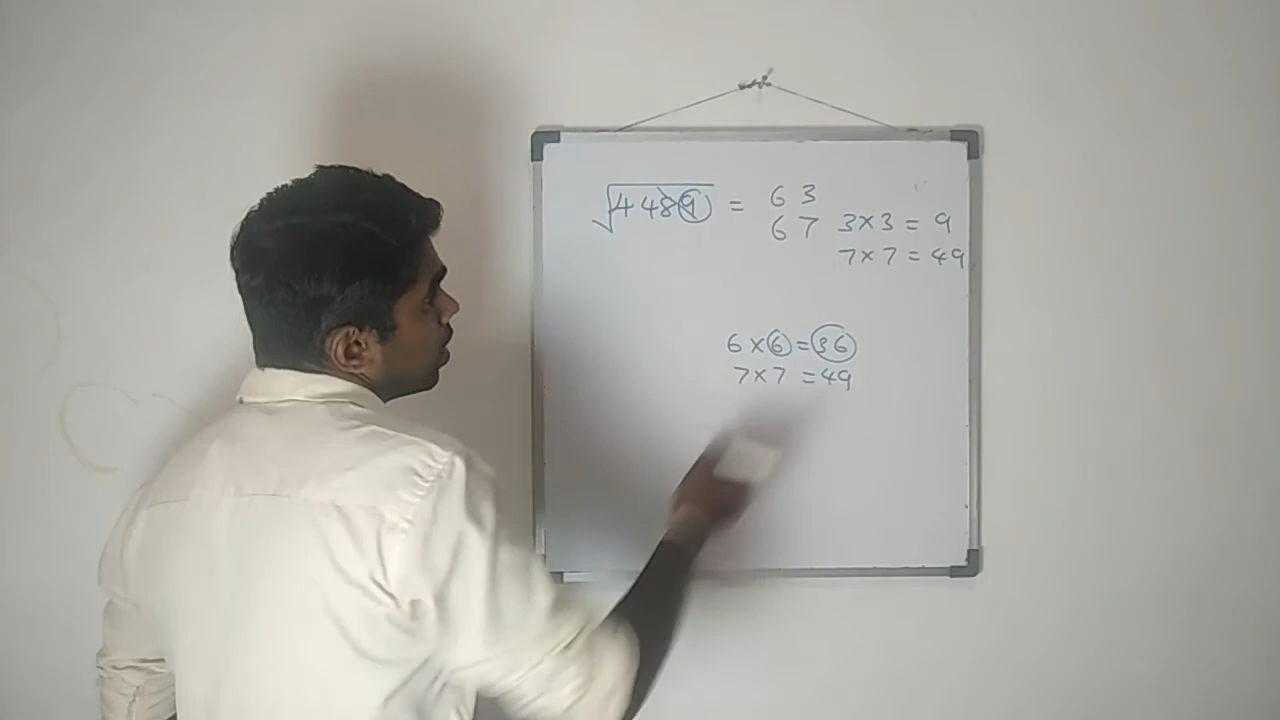 √4489 = 63
67 3×3 = 9
7×7 = 49
6×6=36
7×7 =49